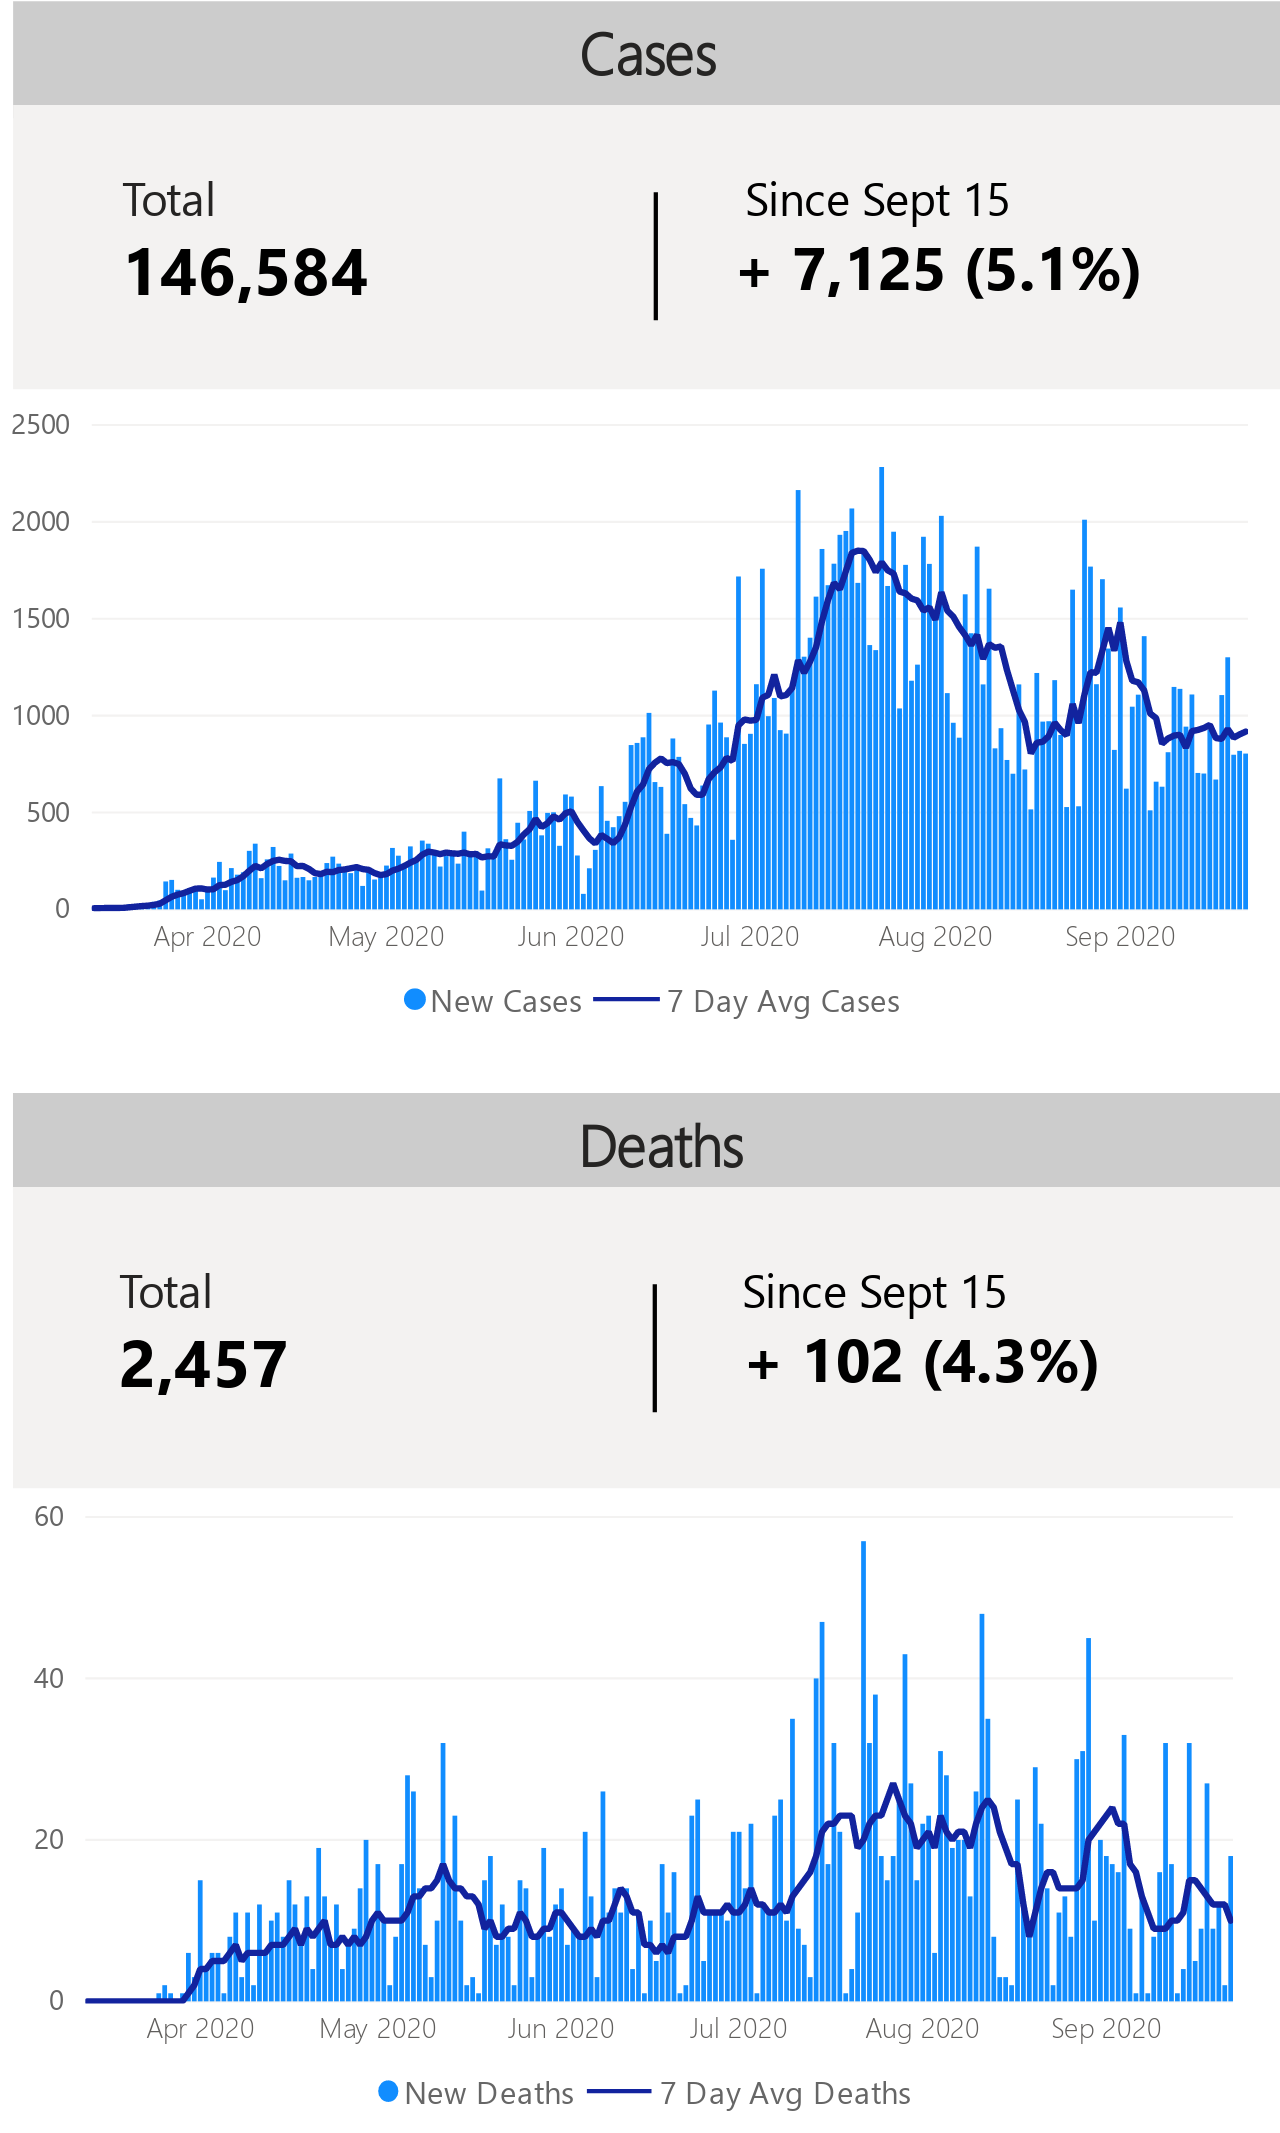 Cases
Total
Since Sept 15
146,584
+ 7,125 (5.1%)
2500
2000
1500
1000
500
0
Apr 2020 May 2020 Jun 2020 Jul 2020 Aug 2020 Sep 2020
New Cases 7 Day Avg Cases
Deaths
Total
Since Sept 15
2,457
+ 102 (4.3%)
60
40
20
0
Apr 2020 May 2020 Jun 2020 Jul 2020 Aug 2020 Sep 2020
New Deaths 7 Day Avg Deaths